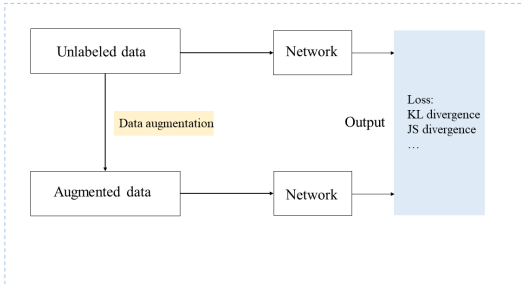 Unlabeled data
Network
Data augmentation
Output
Loss:
KL divergence
JS divergence
…
Augmented data
Network